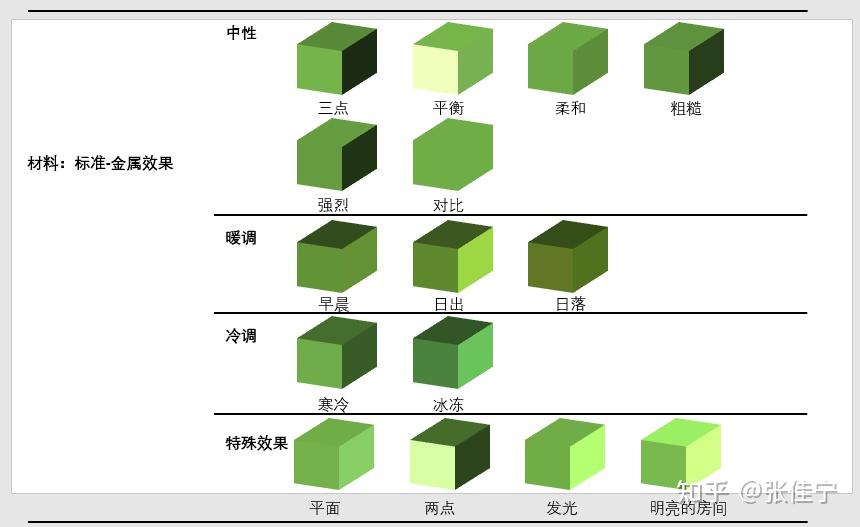 中性
三点 平衡 柔和 粗糙
材料：标准-金属效果
强烈 对比
暖调
早晨 日出 日落
冷调
寒冷 冰冻
特殊效果
平面 两点 发光 明亮的房间
知乎 @张佳宁